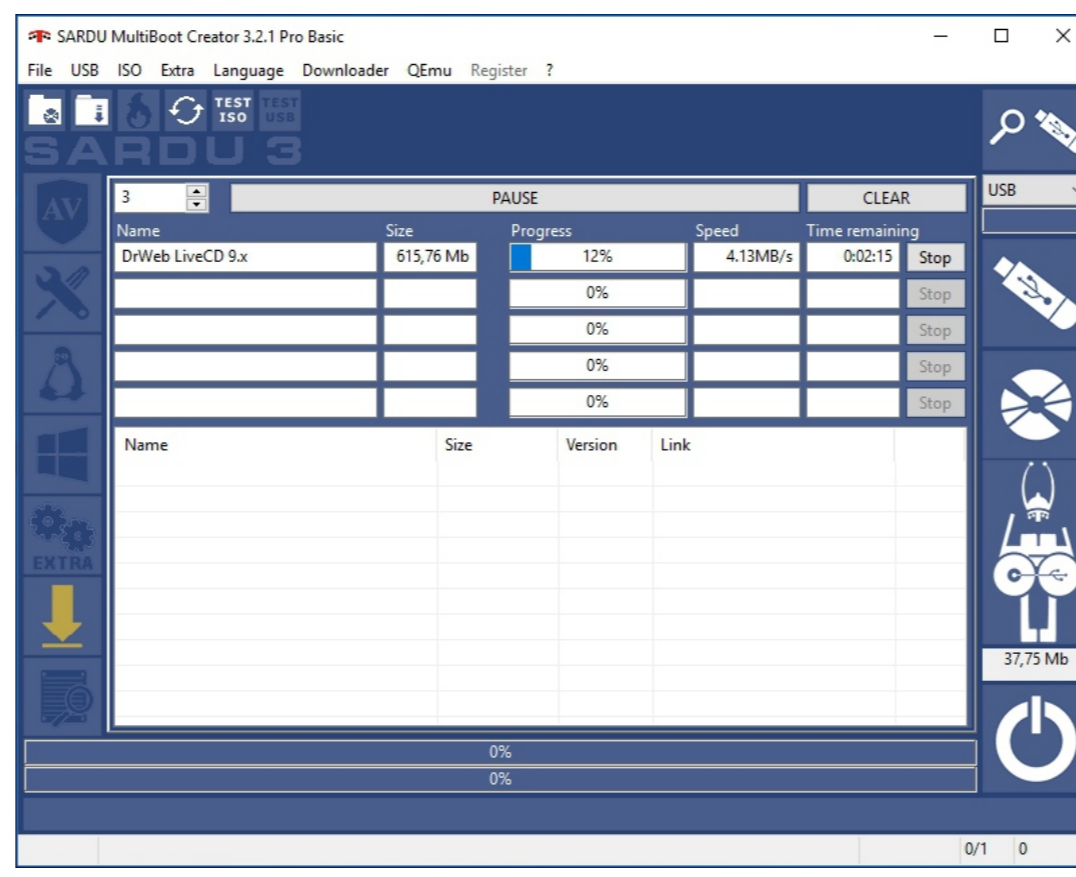 SARDU MultiBoot Creator 3.2.1 Pro Basic
File USB ISO Extra Language Downloader QEmu Register ?
TEST ISO TEST USB
SARDU 3
AV
USB
3 PAUSE CLEAR
Name Size Progress Speed Time remaining
DrWeb LiveCD 9.x 615,76 Mb 12% 4.13MB/s 0:02:15 Stop
0% Stop
0% Stop
0% Stop
0% Stop
Name Size Version Link
EXTRA
37,75 Mb
0%
0%
0/1 0